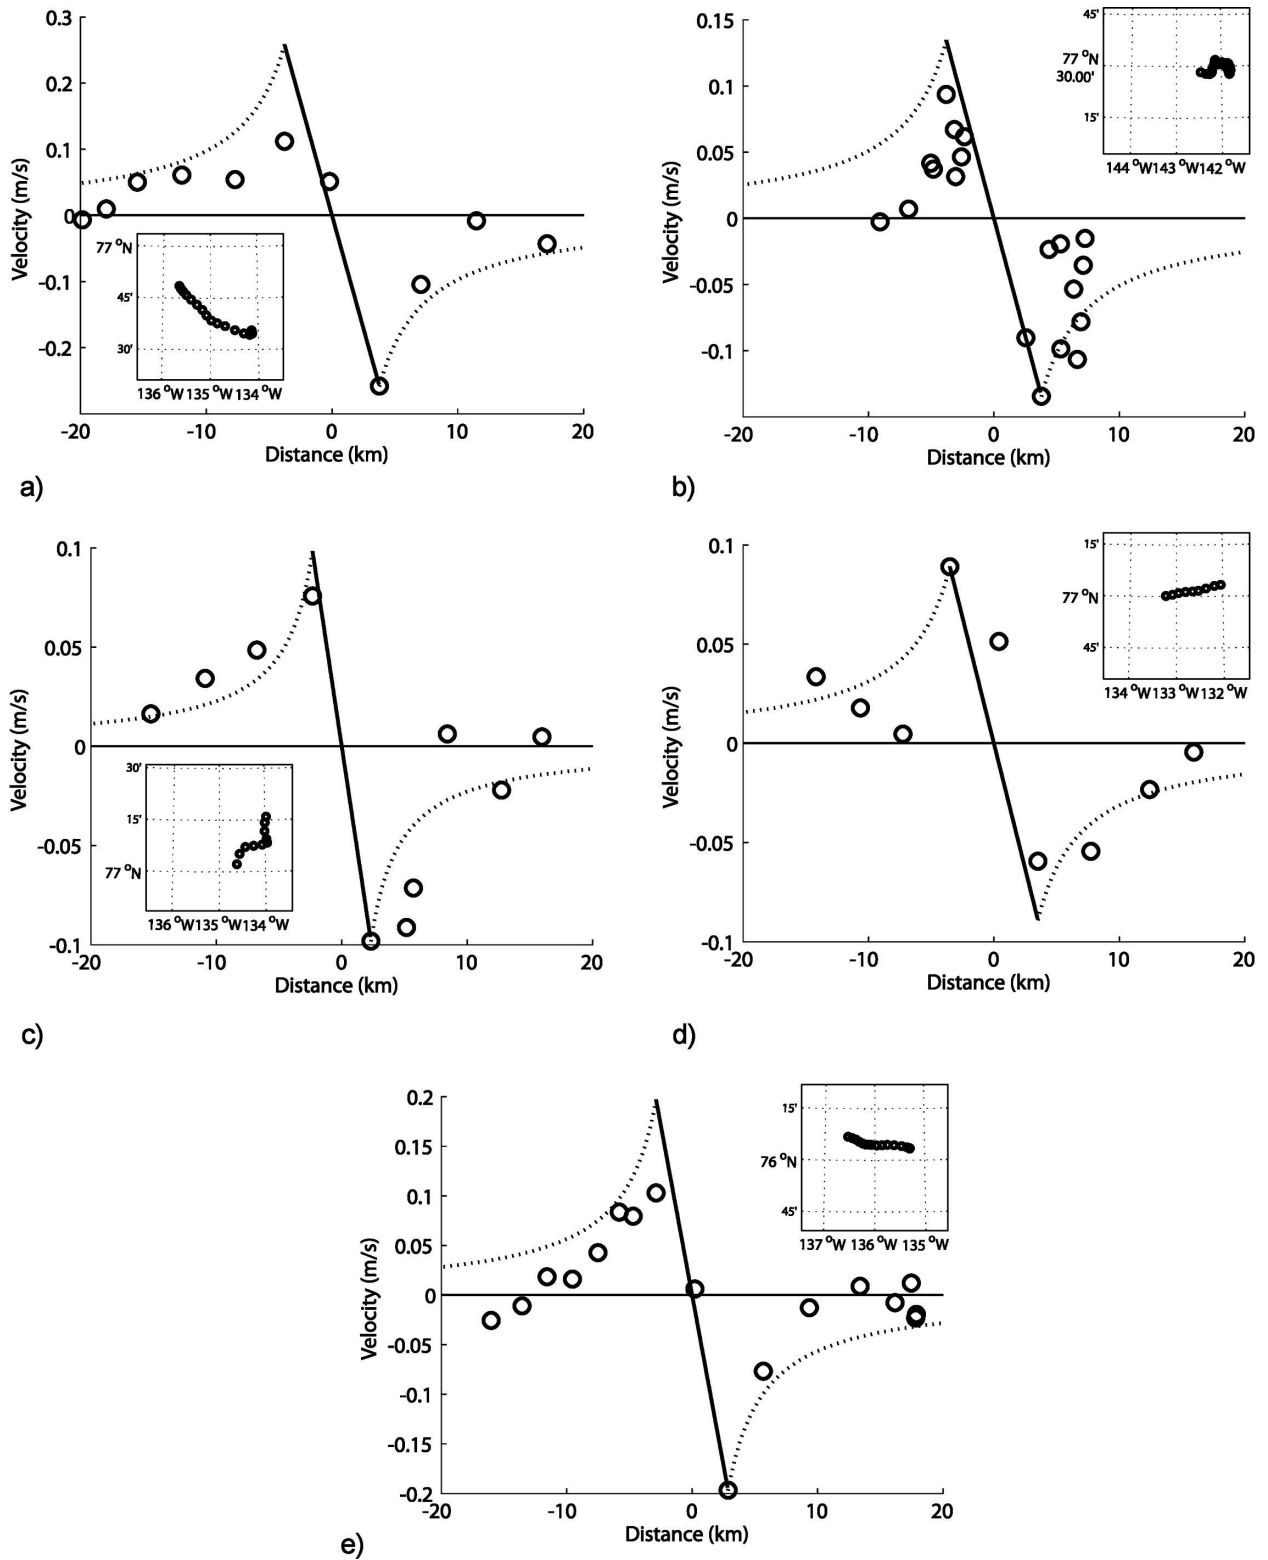 0.3
0.2
0.1
0
-0.1
-0.2
Velocity (m/s)
77 °N
45'
30'
136 °W 135 °W 134 °W
-20 -10 0 10 20
Distance (km)
a)
0.15
0.1
0.05
0
-0.05
-0.1
Velocity (m/s)
45'
77 °N
30.00'
15'
144 °W 143 °W 142 °W
-20 -10 0 10 20
Distance (km)
b)
0.1
0.05
0
-0.05
-0.1
Velocity (m/s)
30'
15'
77 °N
136 °W 135 °W 134 °W
-20 -10 0 10 20
Distance (km)
c)
0.1
0.05
0
-0.05
-0.1
Velocity (m/s)
15'
77 °N
45'
134 °W 133 °W 132 °W
-20 -10 0 10 20
Distance (km)
d)
0.2
0.15
0.1
0.05
0
-0.05
-0.1
-0.15
-0.2
Velocity (m/s)
15'
76 °N
45'
137 °W 136 °W 135 °W
-20 -10 0 10 20
Distance (km)
e)